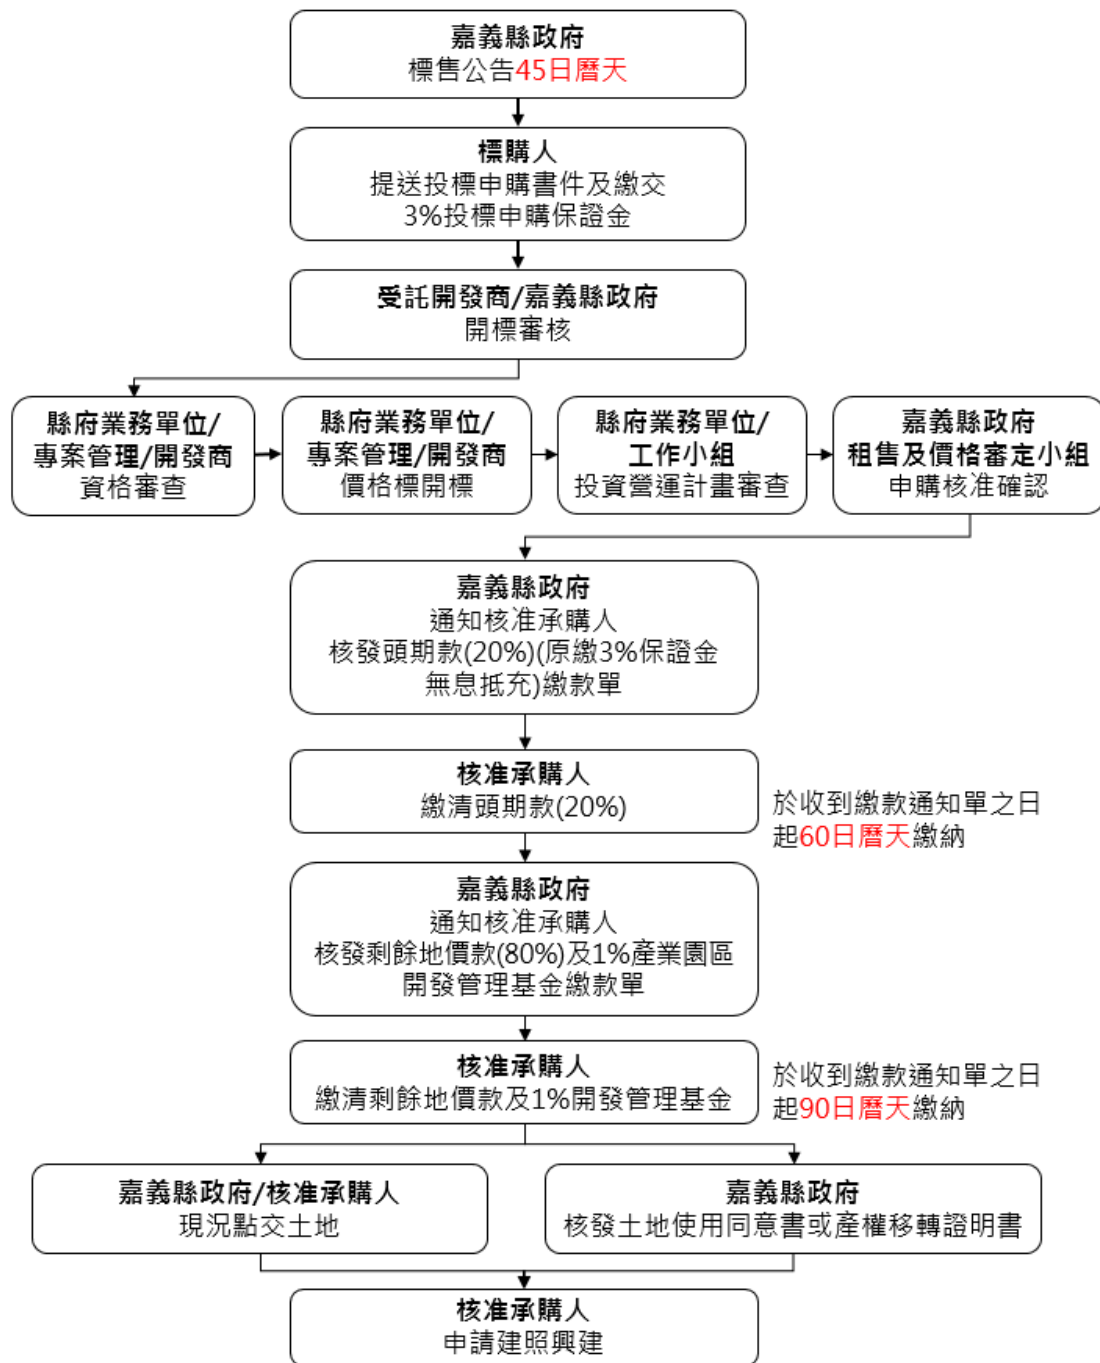 嘉義縣政府
標售公告45日曆天
標購人
提送投標申購書件及繳交
3%投標申購保證金
受託開發商/嘉義縣政府
開標審核
縣府業務單位/
專案管理/開發商
資格審查
縣府業務單位/
專案管理/開發商
價格標開標
縣府業務單位/
工作小組
投資營運計畫審查
嘉義縣政府
租售及價格審定小組
申購核准確認
嘉義縣政府
通知核准承購人
核發頭期款(20%)(原繳3%保證金
無息抵充)繳款單
核准承購人
繳清頭期款(20%)
於收到繳款通知單之日
起60日曆天繳納
嘉義縣政府
通知核准承購人
核發剩餘地價款(80%)及1%產業園區
開發管理基金繳款單
核准承購人
繳清剩餘地價款及1%開發管理基金
於收到繳款通知單之日
起90日曆天繳納
嘉義縣政府/核准承購人
現況點交土地
嘉義縣政府
核發土地使用同意書或產權移轉證明書
核准承購人
申請建照興建